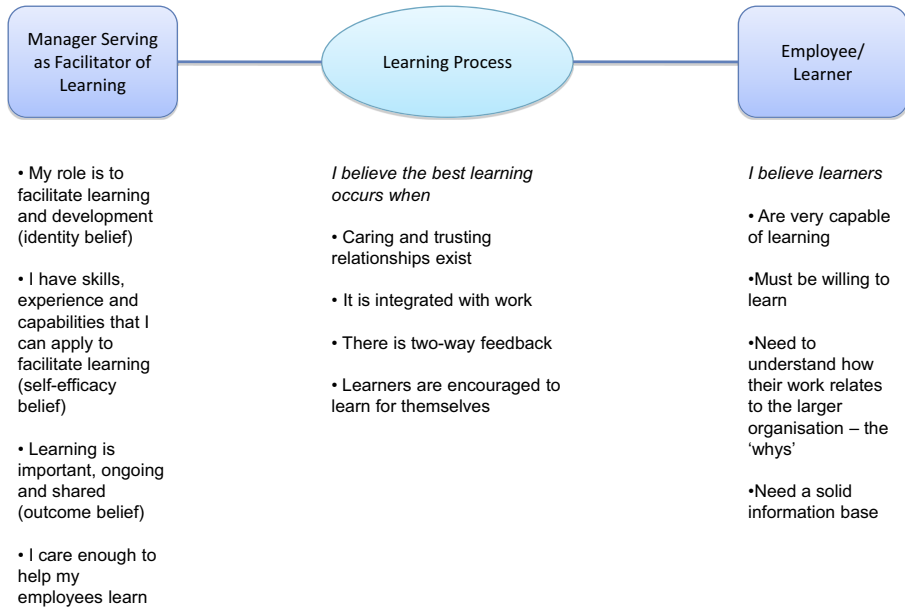 Manager Serving
as Facilitator of
Learning
Learning Process
Employee/
Learner
• My role is to
facilitate learning
and development
(identity belief)
• I have skills,
experience and
capabilities that I
can apply to
facilitate learning
(self-efficacy
belief)
• Learning is
important, ongoing
and shared
(outcome belief)
• I care enough to
help my
employees learn
I believe the best learning
occurs when
• Caring and trusting
relationships exist
• It is integrated with work
• There is two-way feedback
• Learners are encouraged to
learn for themselves
I believe learners
• Are very capable
of learning
•Must be willing to
learn
•Need to
understand how
their work relates
to the larger
organisation – the
‘whys’
•Need a solid
information base